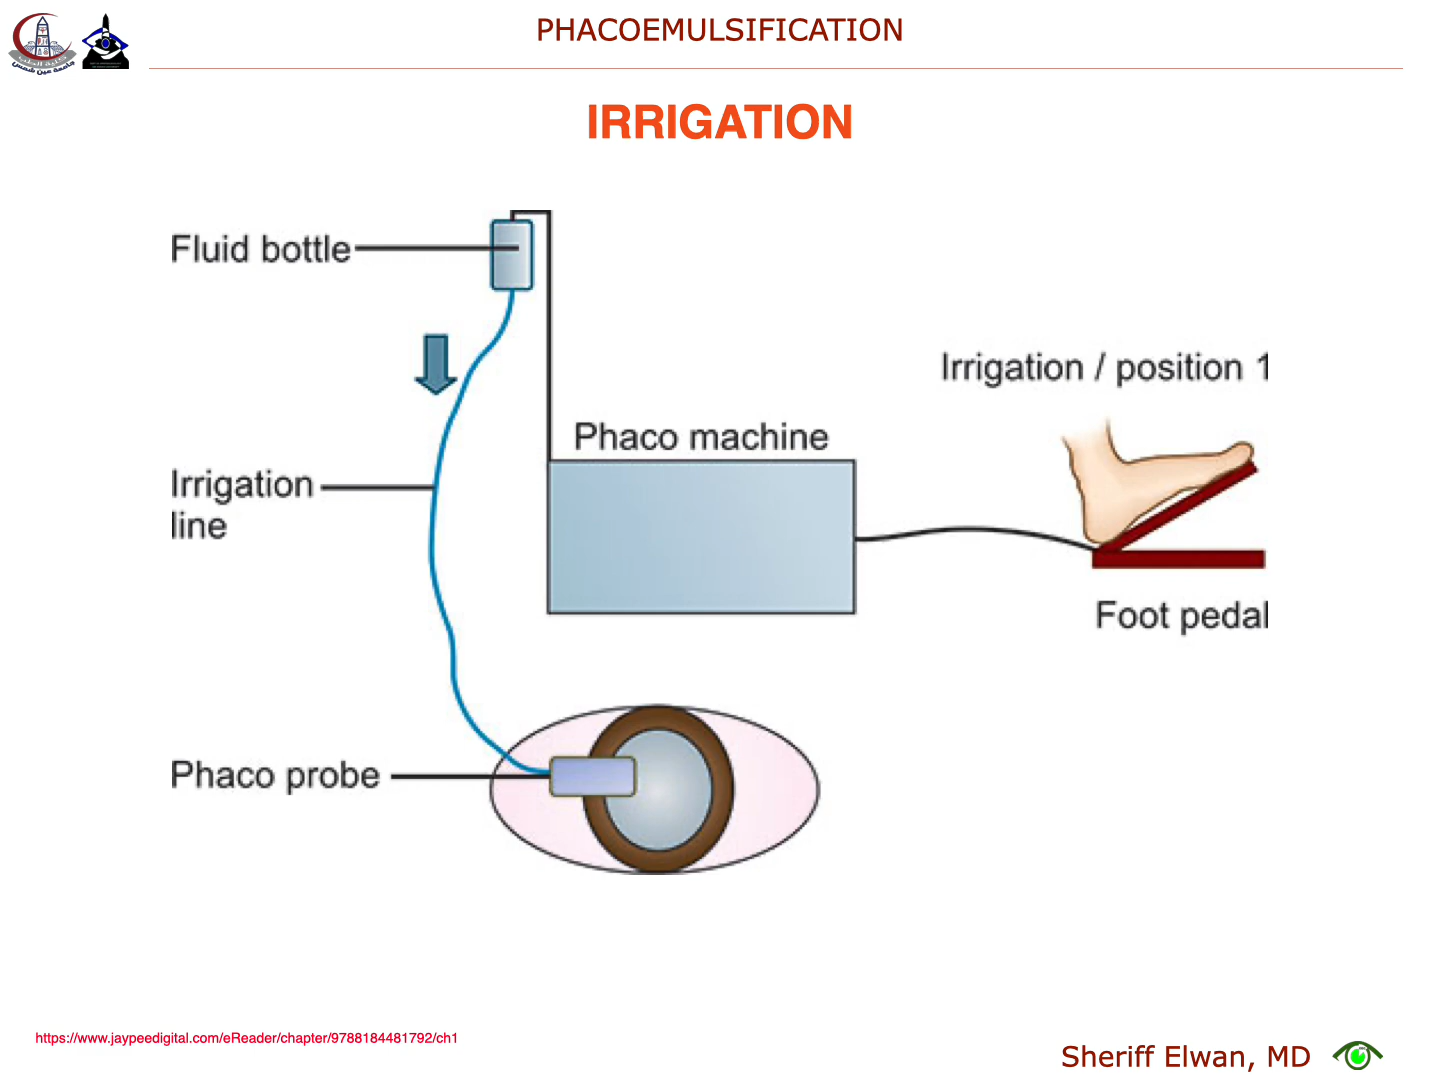 PHACOEMULSIFICATION
IRRIGATION
Fluid bottle
Irrigation / position 1
Phaco machine
Irrigation
line
Foot pedal
Phaco probe
https://www.jaypeedigital.com/eReader/chapter/9788184481792/ch1
Sheriff Elwan, MD